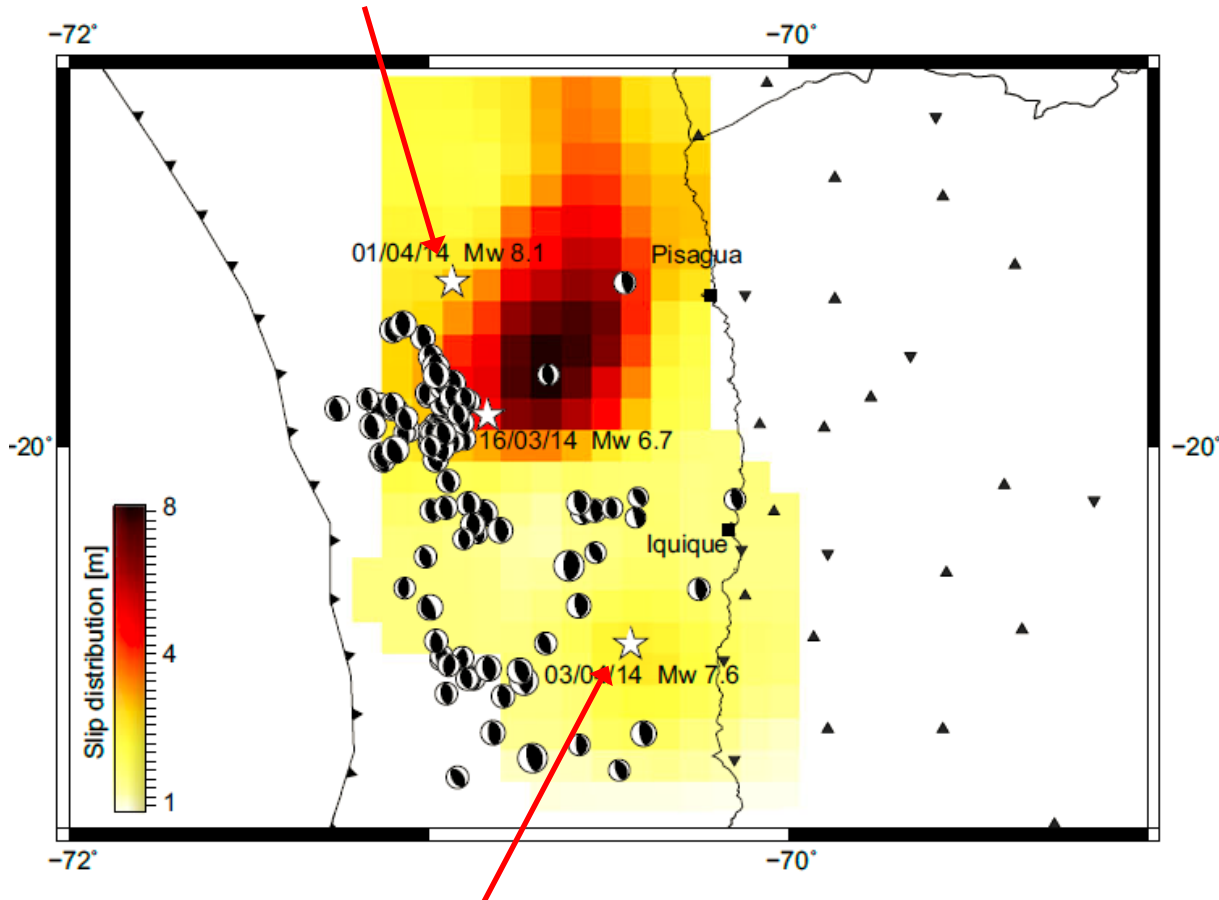 −72° −70°
01/04/14 Mw 8.1
Pisagua
16/03/14 Mw 6.7
−20° −20°
8
Iquique
Slip distribution [m]
4
03/04/14 Mw 7.6
1
−72° −70°